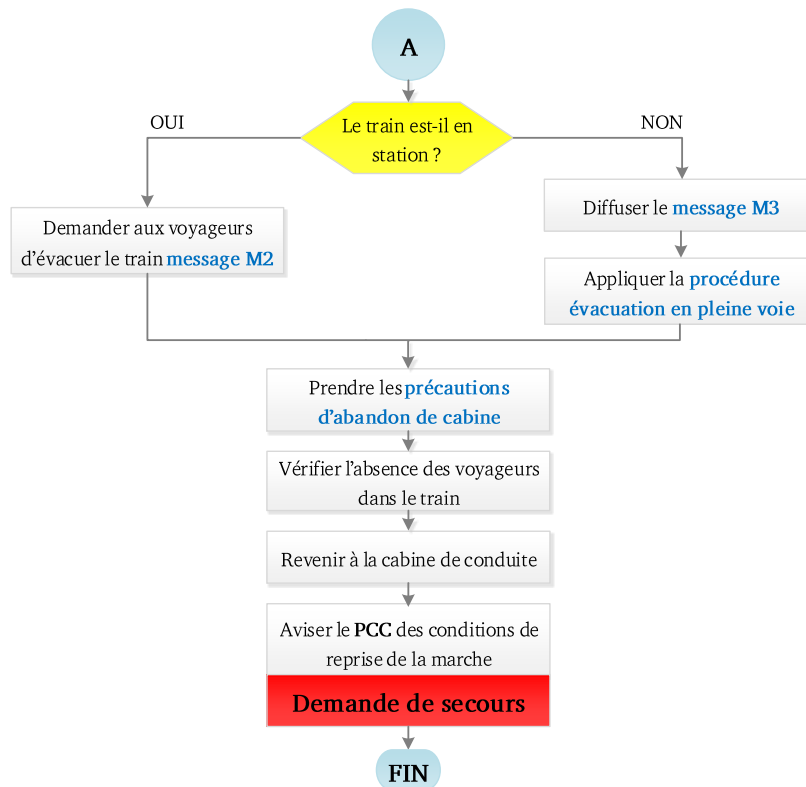 A
Le train est-il en
station ?
OUI
NON
Demander aux voyageurs
d'évacuer le train message M2
Diffuser le message M3
Appliquer la procédure
évacuation en pleine voie
Prendre les précautions
d'abandon de cabine
Vérifier l'absence des voyageurs
dans le train
Revenir à la cabine de conduite
Aviser le PCC des conditions de
reprise de la marche
Demande de secours
FIN